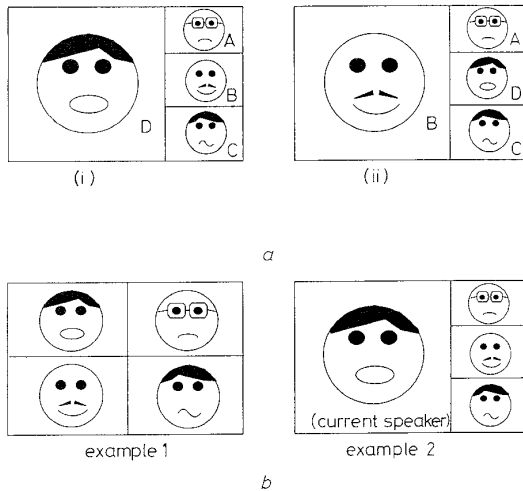 A
D
B
C
(i)
A
D
B
C
(ii)
a
(current speaker)
example 1
example 2
b